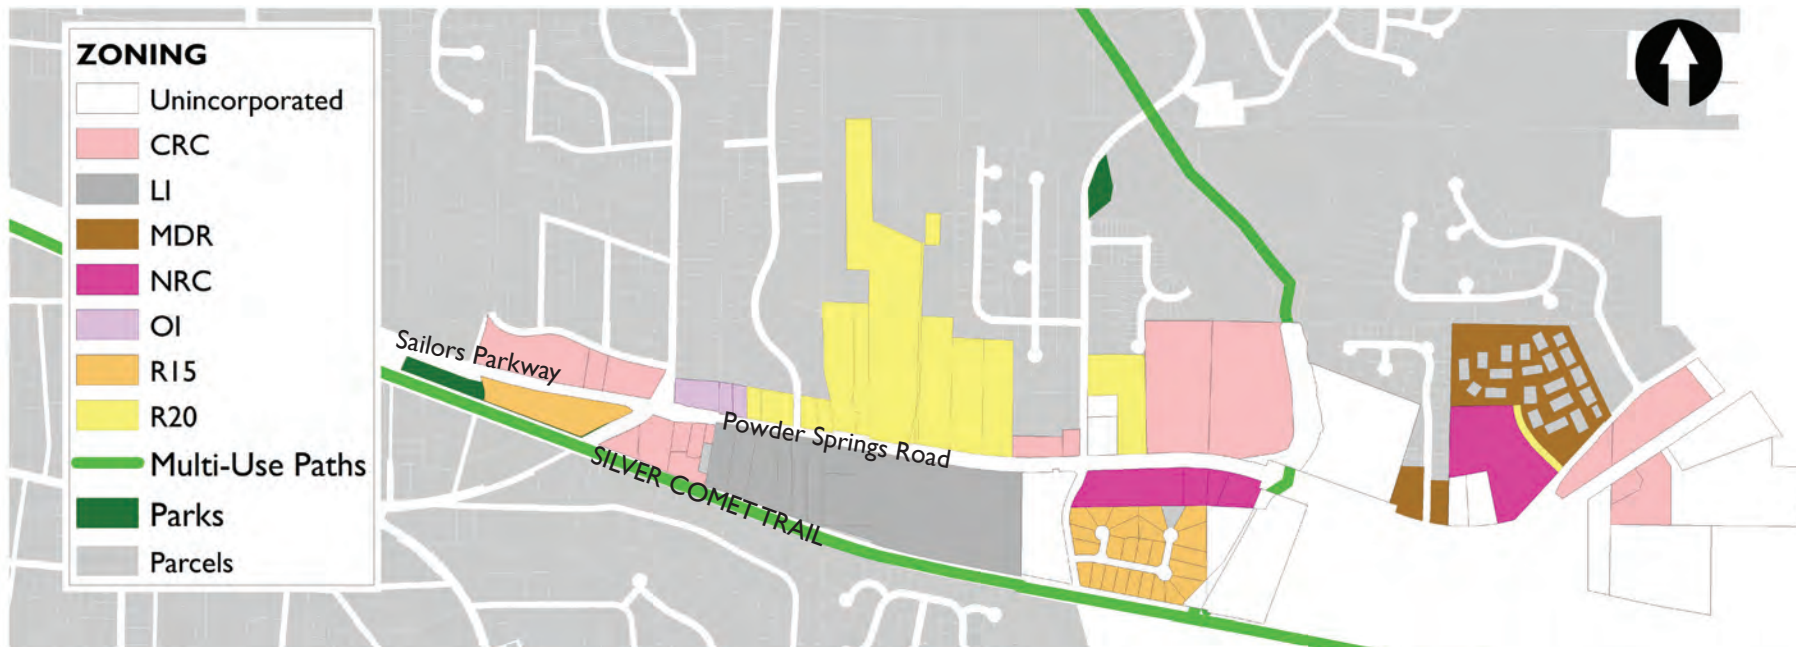 ZONING
Unincorporated
CRC
LI
MDR
NRC
OI
R15
R20
Multi-Use Paths
Parks
Parcels
Sailors Parkway
Powder Springs Road
SILVER COMET TRAIL